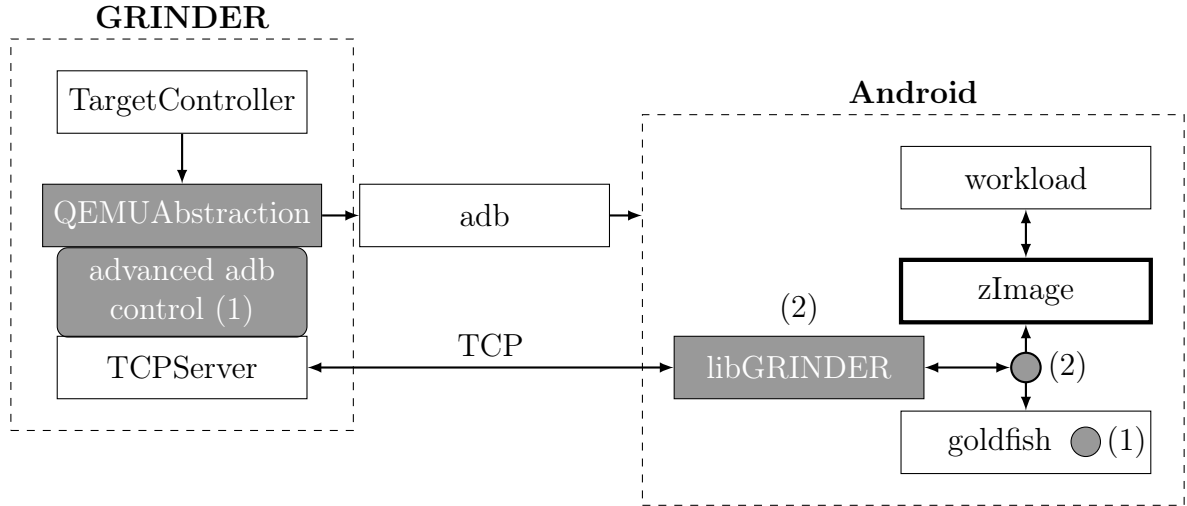 GRINDER
TargetController
QEMUAbstraction
advanced adb
control (1)
TCPServer
adb
TCP
Android
workload
zImage
(2)
libGRINDER
(2)
goldfish
(1)